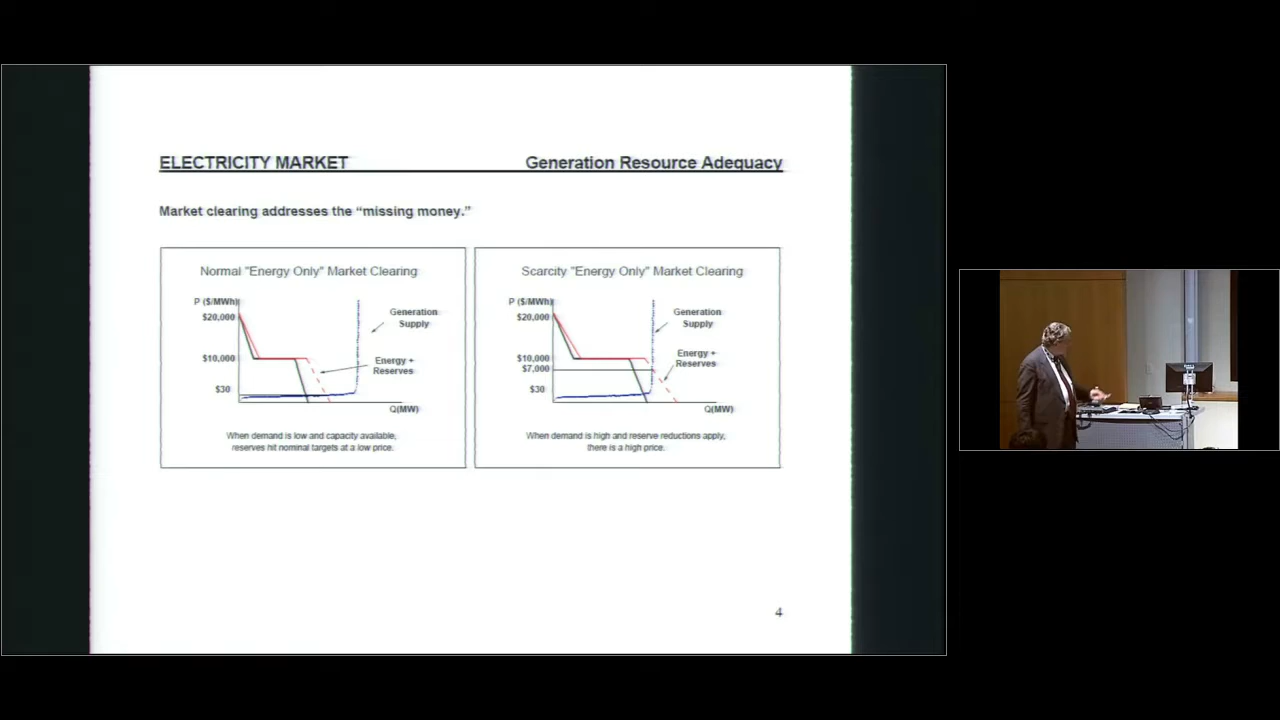 ELECTRICITY MARKET
Generation Resource Adequacy
Market clearing addresses the “missing money.”
Normal "Energy Only" Market Clearing
P ($/MWh)
$20,000
Generation
Supply
$10,000
Energy +
Reserves
$30
Q(MW)
When demand is low and capacity available,
reserves hit nominal targets at a low price.
Scarcity "Energy Only" Market Clearing
P ($/MWh)
$20,000
Generation
Supply
$10,000
Energy +
Reserves
$7,000
$30
Q(MW)
When demand is high and reserve reductions apply,
there is a high price.
4